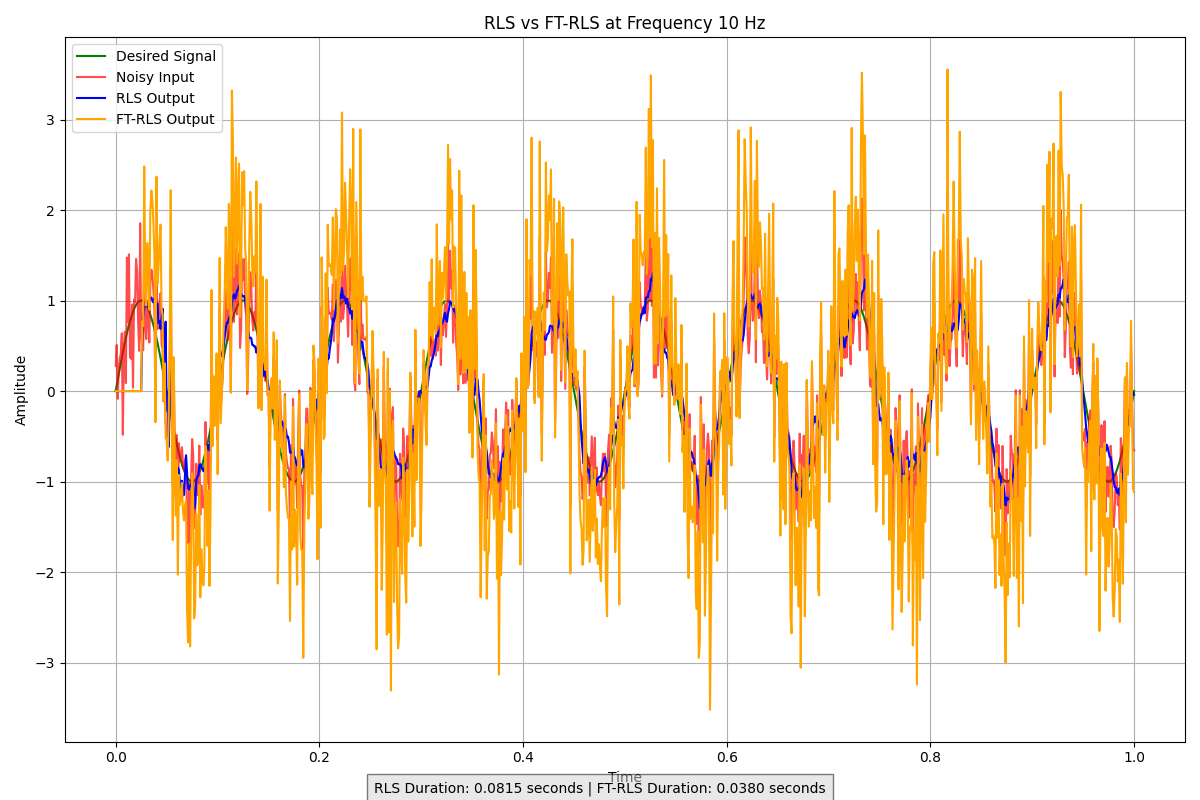 RLS vs FT-RLS at Frequency 10 Hz
Desired Signal
Noisy Input
RLS Output
FT-RLS Output
Amplitude
3
2
1
0
−1
−2
−3
0.0 0.2 0.4 0.6 0.8 1.0
Time
RLS Duration: 0.0815 seconds | FT-RLS Duration: 0.0380 seconds